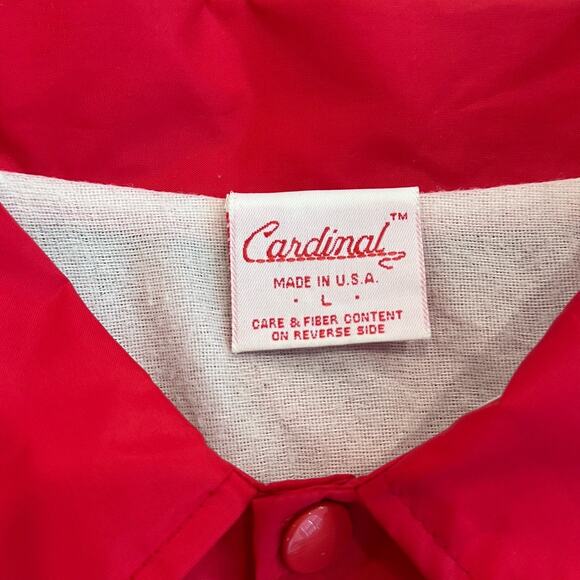 Cardinal™
MADE IN U.S.A.
· L ·
CARE & FIBER CONTENT
ON REVERSE SIDE